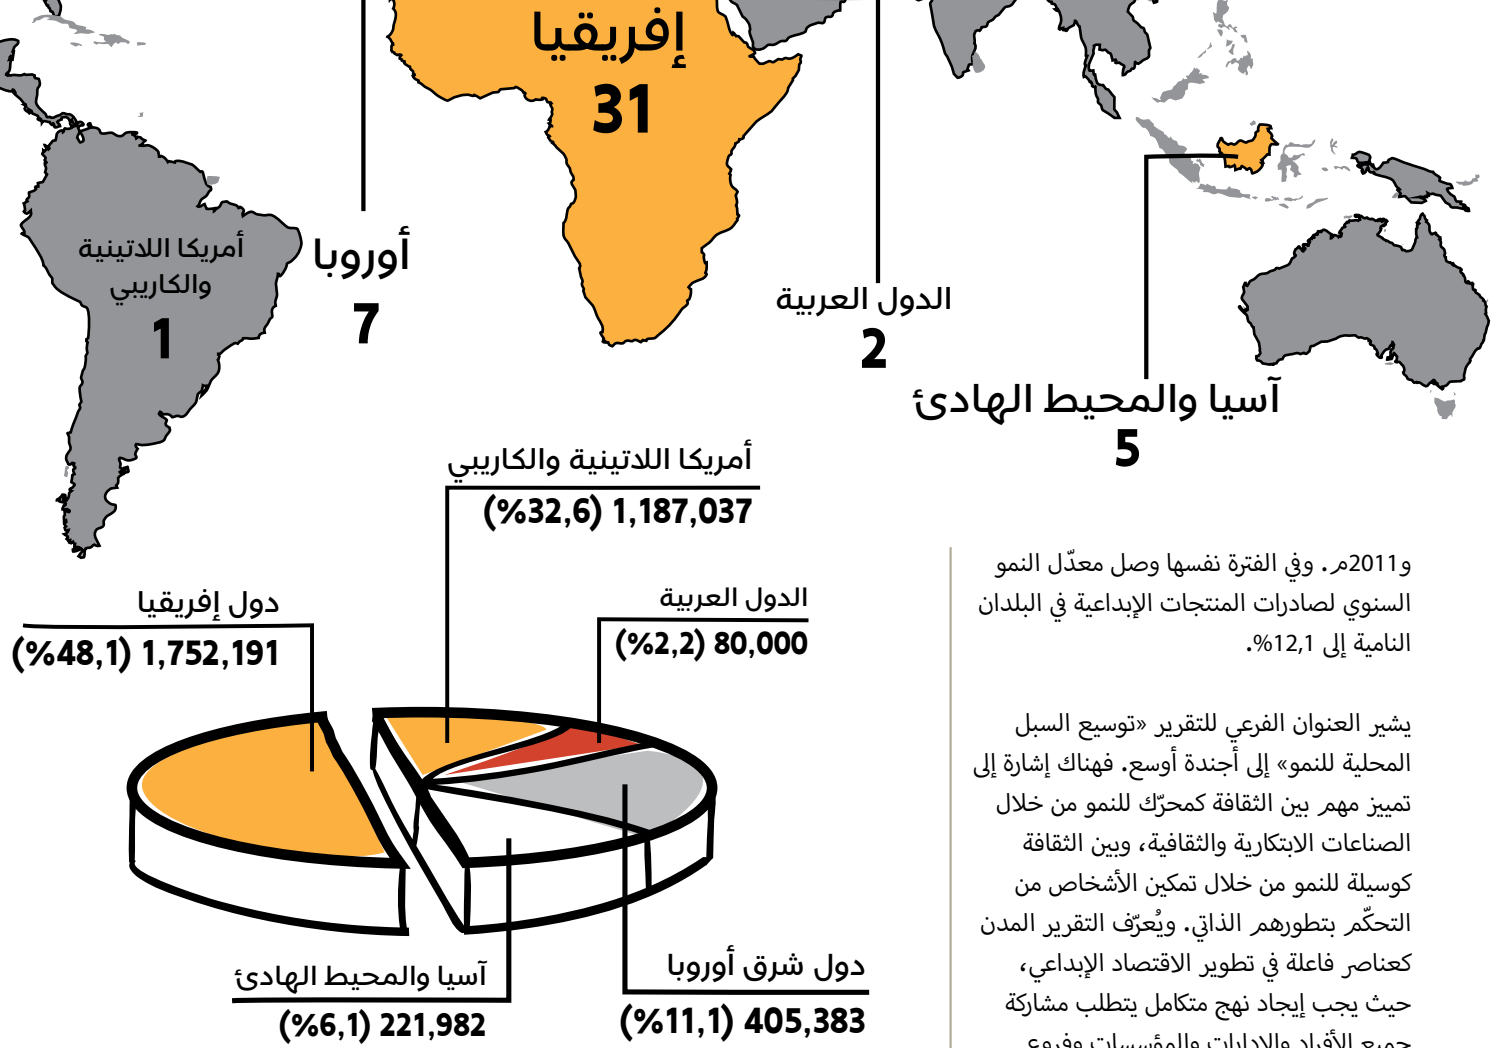 إفريقيا
31
أمريكا اللاتينية
والكاريبي
1
أوروبا
7
الدول العربية
2
آسيا والمحيط الهادئ
5
أمريكا اللاتينية والكاريبي
1,187,037 (32,6%)
الدول العربية
80,000 (2,2%)
دول إفريقيا
1,752,191 (48,1%)
دول شرق أوروبا
405,383 (11,1%)
آسيا والمحيط الهادئ
221,982 (6,1%)
و2011م. وفي الفترة نفسها وصل معدّل النمو
السنوي لصادرات المنتجات الإبداعية في البلدان
النامية إلى 12,1%.
يشير العنوان الفرعي للتقرير «توسيع السبل
المحلية للنمو» إلى أجندة أوسع. فهناك إشارة إلى
تمييز مهم بين الثقافة كمحرّك للنمو من خلال
الصناعات الابتكارية والثقافية، وبين الثقافة
كوسيلة للنمو من خلال تمكين الأشخاص من
التحكّم بتطورهم الذاتي. ويُعرّف التقرير المدن
كعناصر فاعلة في تطوير الاقتصاد الإبداعي،
حيث يجب إيجاد نهج متكامل يتطلب مشاركة
جميع الأفراد والإدارات والمؤسسات وفروع